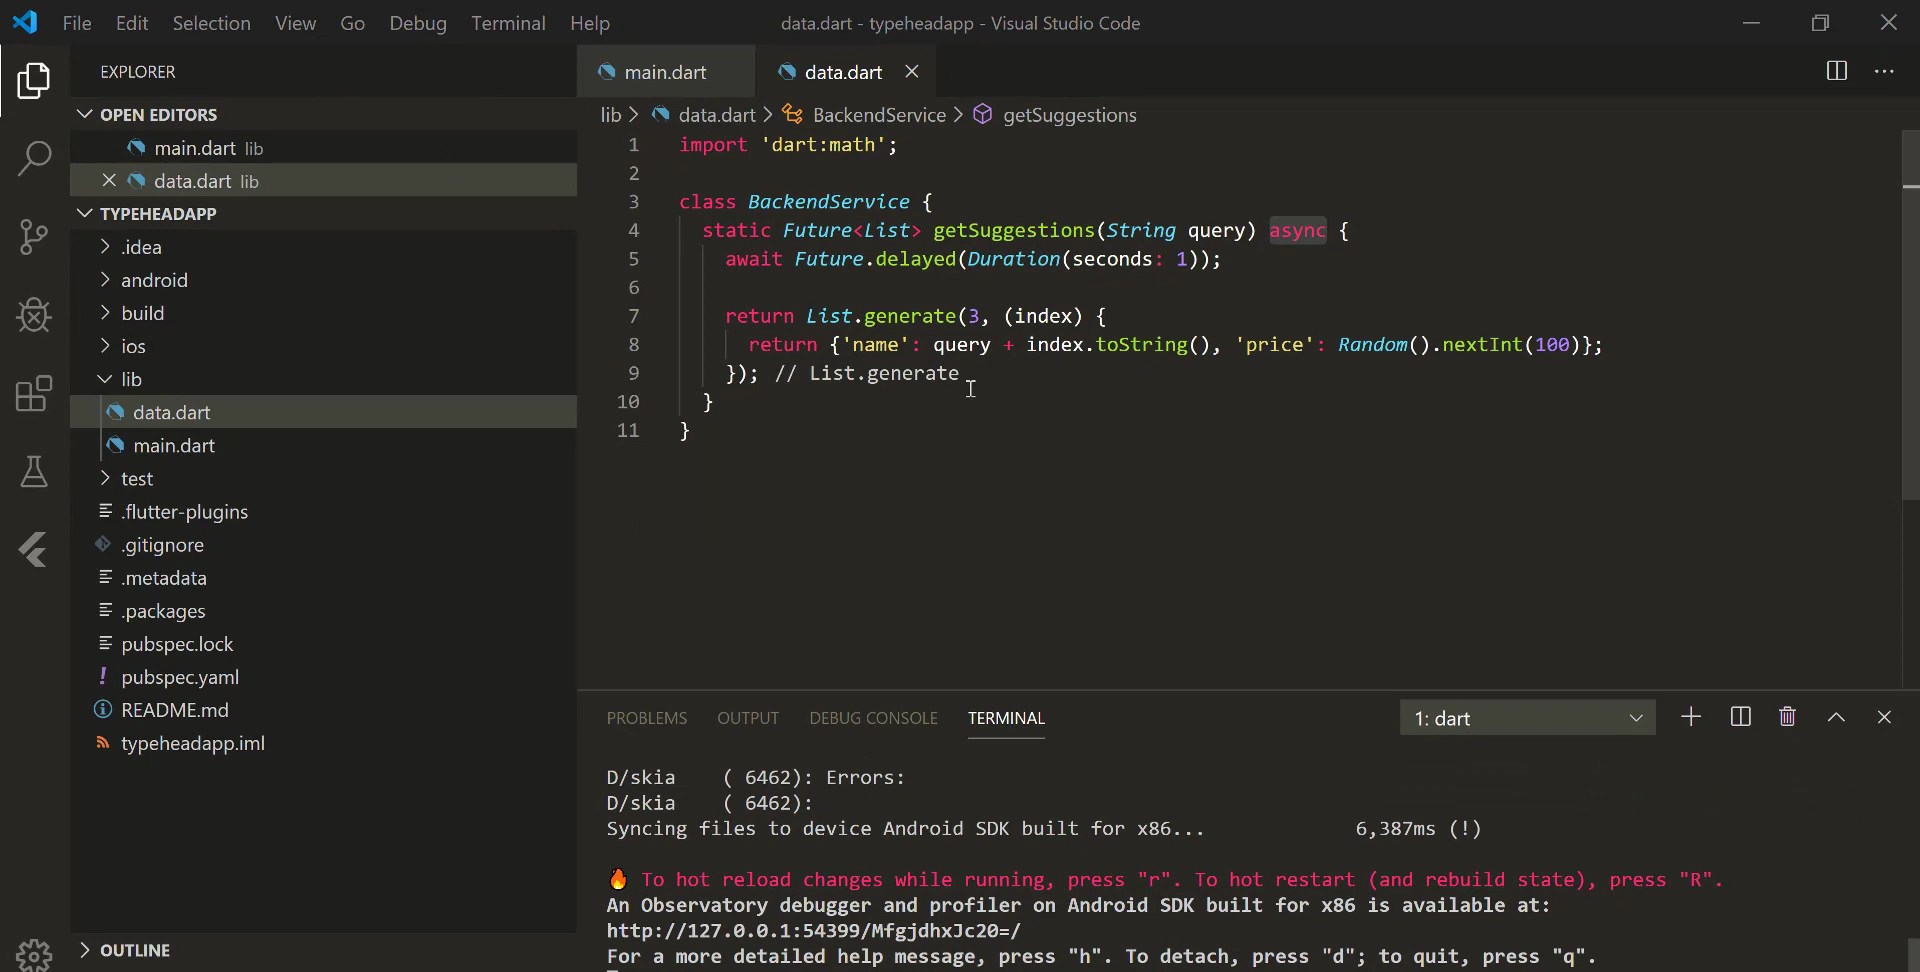 File Edit Selection View Go Debug Terminal Help data.dart - typeheadapp - Visual Studio Code
EXPLORER
OPEN EDITORS
main.dart lib
data.dart lib
TYPEHEADAPP
.idea
android
build
ios
lib
data.dart
main.dart
test
.flutter-plugins
.gitignore
.metadata
.packages
pubspec.lock
pubspec.yaml
README.md
typeheadapp.iml
OUTLINE
main.dart data.dart
lib > data.dart > BackendService > getSuggestions
1 import 'dart:math';
2
3 class BackendService {
4 static Future<List> getSuggestions(String query) async {
5 await Future.delayed(Duration(seconds: 1));
6
7 return List.generate(3, (index) {
8 return {'name': query + index.toString(), 'price': Random().nextInt(100)};
9 }); // List.generate
10 }
11 }
PROBLEMS OUTPUT DEBUG CONSOLE TERMINAL 1: dart
D/skia ( 6462): Errors:
D/skia ( 6462):
Syncing files to device Android SDK built for x86... 6,387ms (!)
🔥 To hot reload changes while running, press "r". To hot restart (and rebuild state), press "R".
An Observatory debugger and profiler on Android SDK built for x86 is available at:
http://127.0.0.1:54399/MfgjdhxJc20=/
For a more detailed help message, press "h". To detach, press "d"; to quit, press "q".